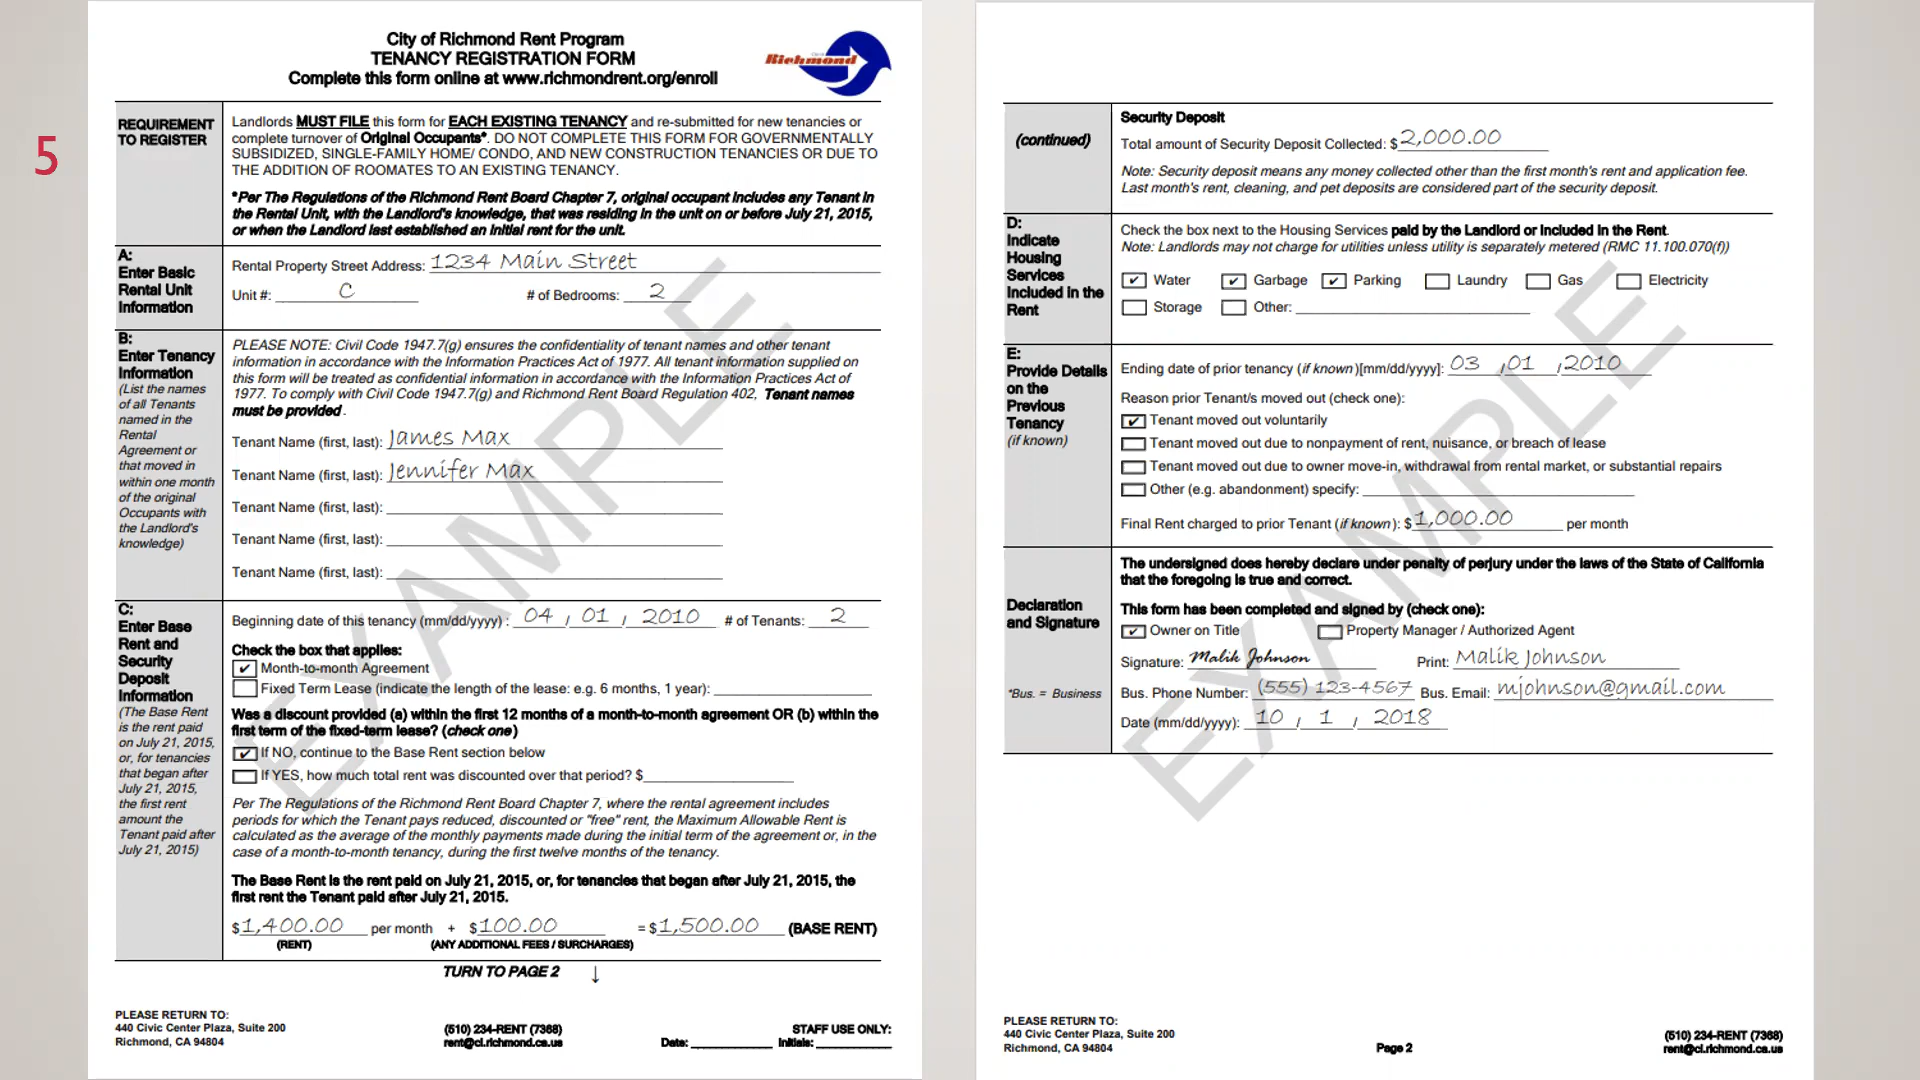 5
City of Richmond Rent Program
TENANCY REGISTRATION FORM
Complete this form online at www.richmondrent.org/enroll
Richmond
REQUIREMENT
TO REGISTER
Landlords MUST FILE this form for EACH EXISTING TENANCY and re-submitted for new tenancies or
complete turnover of Original Occupants*. DO NOT COMPLETE THIS FORM FOR GOVERNMENTALLY
SUBSIDIZED, SINGLE-FAMILY HOME/ CONDO, AND NEW CONSTRUCTION TENANCIES OR DUE TO
THE ADDITION OF ROOMATES TO AN EXISTING TENANCY.
*Per The Regulations of the Richmond Rent Board Chapter 7, original occupant includes any Tenant in
the Rental Unit, with the Landlord's knowledge, that was residing in the unit on or before July 21, 2015,
or when the Landlord last established an initial rent for the unit.
A:
Enter Basic
Rental Unit
Information
Rental Property Street Address: 1234 Main Street
Unit #: C # of Bedrooms: 2
B:
Enter Tenancy
Information
(List the names
of all Tenants
named in the
Rental
Agreement or
that moved in
within one month
of the original
Occupants with
the Landlord's
knowledge)
PLEASE NOTE: Civil Code 1947.7(g) ensures the confidentiality of tenant names and other tenant
information in accordance with the Information Practices Act of 1977. All tenant information supplied on
this form will be treated as confidential information in accordance with the Information Practices Act of
1977. To comply with Civil Code 1947.7(g) and Richmond Rent Board Regulation 402, Tenant names
must be provided.
Tenant Name (first, last): James Max
Tenant Name (first, last): Jennifer Max
Tenant Name (first, last):
Tenant Name (first, last):
Tenant Name (first, last):
C:
Enter Base
Rent and
Security
Deposit
Information
(The Base Rent
is the rent paid
on July 21, 2015,
or, for tenancies
that began after
July 21, 2015,
the first rent
amount the
Tenant paid after
July 21, 2015)
Beginning date of this tenancy (mm/dd/yyyy) : 04 / 01 / 2010 # of Tenants: 2
Check the box that applies:
✔ Month-to-month Agreement
Fixed Term Lease (indicate the length of the lease: e.g. 6 months, 1 year):
Was a discount provided (a) within the first 12 months of a month-to-month agreement OR (b) within the
first term of the fixed-term lease? (check one)
✔ If NO, continue to the Base Rent section below
If YES, how much total rent was discounted over that period? $
Per The Regulations of the Richmond Rent Board Chapter 7, where the rental agreement includes
periods for which the Tenant pays reduced, discounted or "free" rent, the Maximum Allowable Rent is
calculated as the average of the monthly payments made during the initial term of the agreement or, in the
case of a month-to-month tenancy, during the first twelve months of the tenancy.
The Base Rent is the rent paid on July 21, 2015, or, for tenancies that began after July 21, 2015, the
first rent the Tenant paid after July 21, 2015.
$1,400.00 per month + $100.00 = $1,500.00 (BASE RENT)
(RENT) (ANY ADDITIONAL FEES / SURCHARGES)
TURN TO PAGE 2 ↓
PLEASE RETURN TO:
440 Civic Center Plaza, Suite 200
Richmond, CA 94804
(510) 234-RENT (7368)
rent@ci.richmond.ca.us
STAFF USE ONLY:
Date: Initials:
EXAMPLE
(continued)
Security Deposit
Total amount of Security Deposit Collected: $2,000.00
Note: Security deposit means any money collected other than the first month's rent and application fee.
Last month's rent, cleaning, and pet deposits are considered part of the security deposit.
D:
Indicate
Housing
Services
Included in the
Rent
Check the box next to the Housing Services paid by the Landlord or Included in the Rent.
Note: Landlords may not charge for utilities unless utility is separately metered (RMC 11.100.070(f))
✔ Water ✔ Garbage ✔ Parking Laundry Gas Electricity
Storage Other:
E:
Provide Details
on the
Previous
Tenancy
(if known)
Ending date of prior tenancy (if known)[mm/dd/yyyy]: 03 /01 /2010
Reason prior Tenant/s moved out (check one):
✔ Tenant moved out voluntarily
Tenant moved out due to nonpayment of rent, nuisance, or breach of lease
Tenant moved out due to owner move-in, withdrawal from rental market, or substantial repairs
Other (e.g. abandonment) specify:
Final Rent charged to prior Tenant (if known): $1,000.00 per month
Declaration
and Signature
*Bus. = Business
The undersigned does hereby declare under penalty of perjury under the laws of the State of California
that the foregoing is true and correct.
This form has been completed and signed by (check one):
✔ Owner on Title Property Manager / Authorized Agent
Signature: Malik Johnson Print: Malik Johnson
Bus. Phone Number: (555) 123-4567 Bus. Email: mjohnson@gmail.com
Date (mm/dd/yyyy): 10 / 1 / 2018
EXAMPLE
PLEASE RETURN TO:
440 Civic Center Plaza, Suite 200
Richmond, CA 94804
Page 2
(510) 234-RENT (7368)
rent@ci.richmond.ca.us